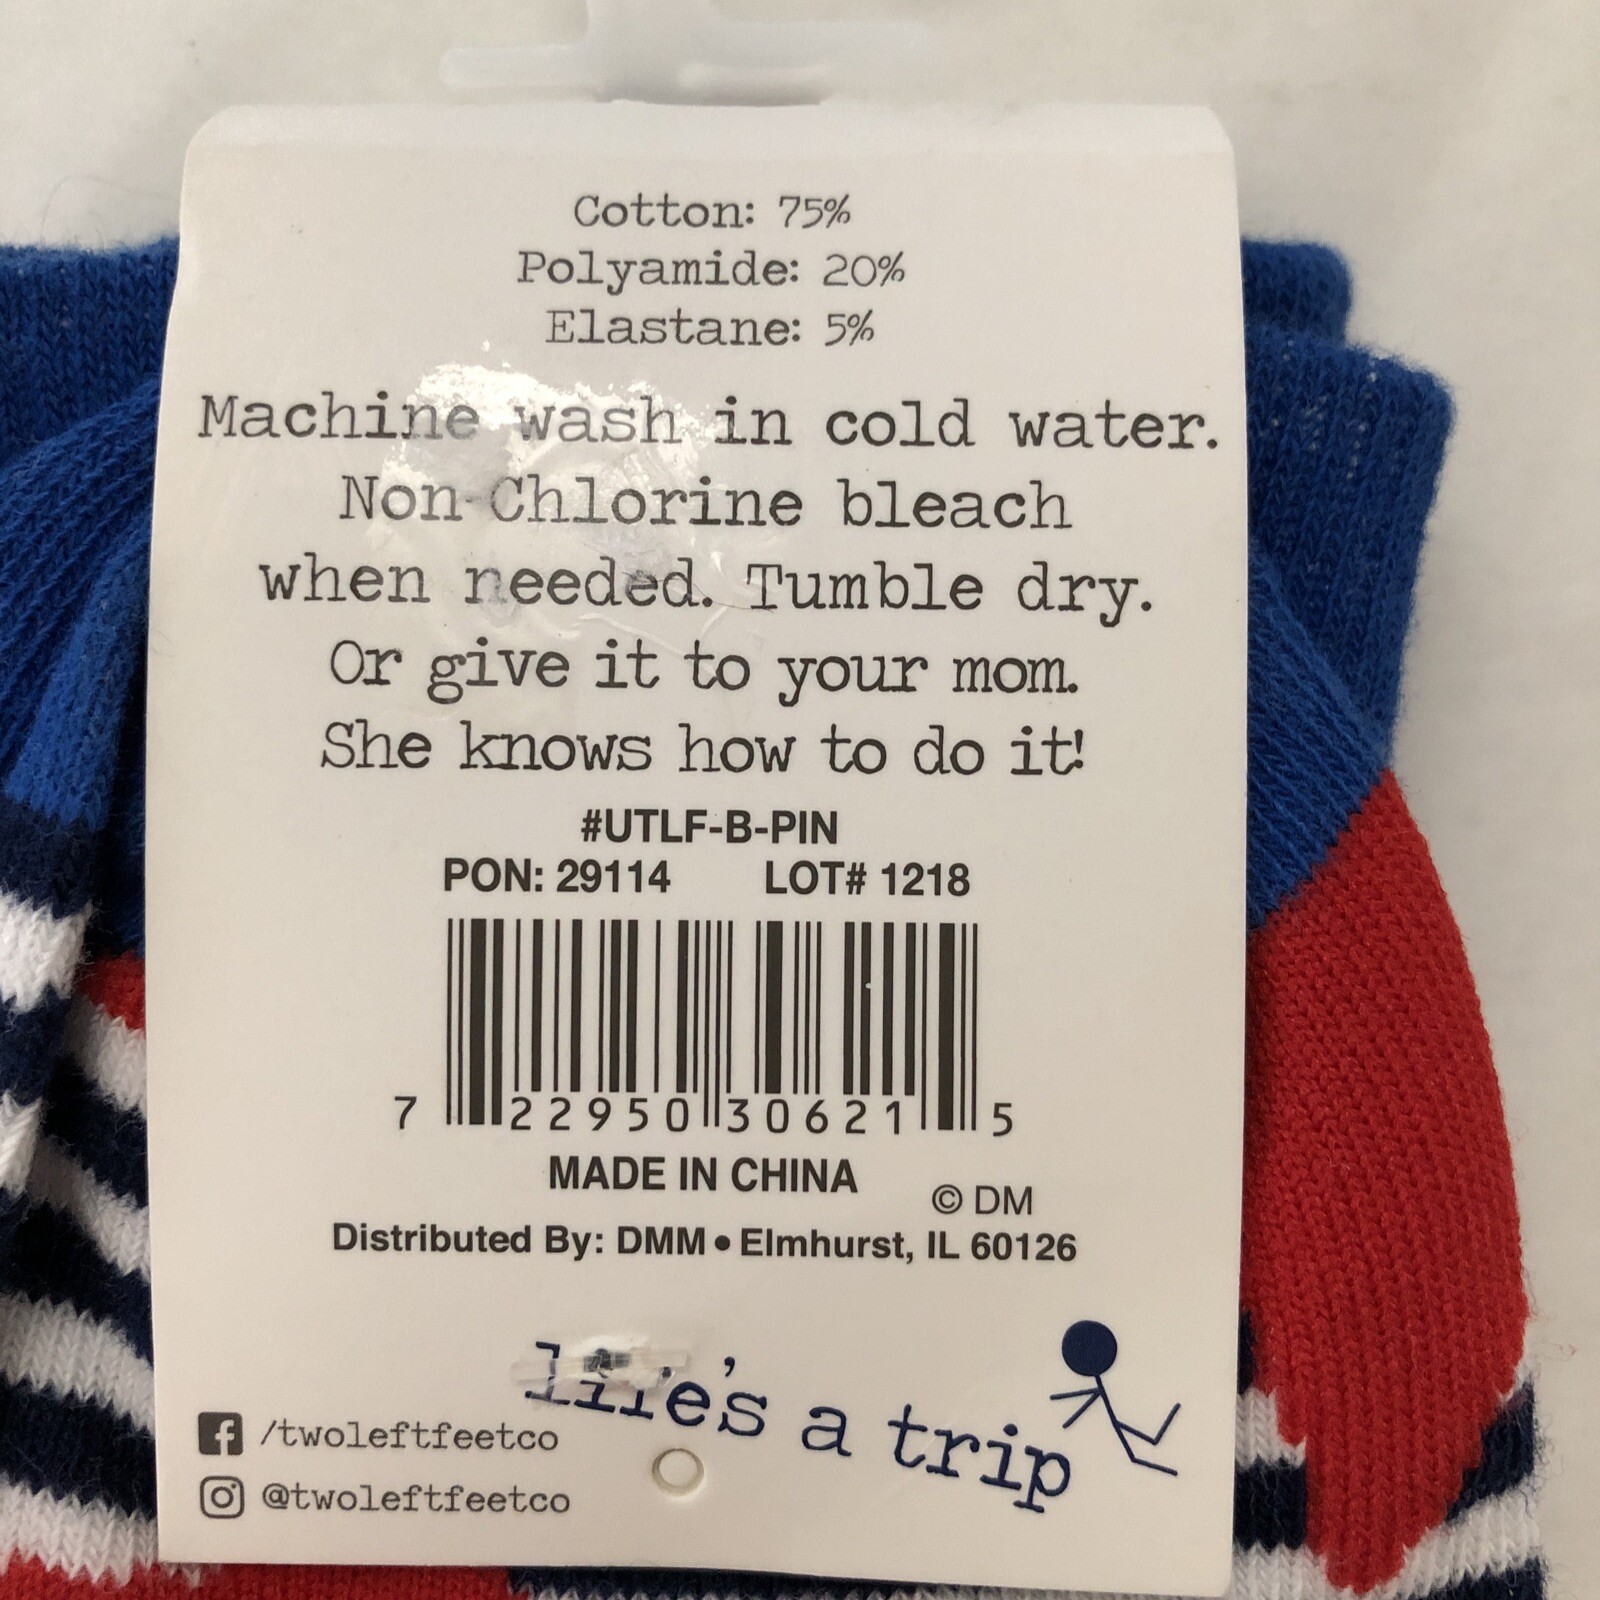 Cotton: 75%
Polyamide: 20%
Elastane: 5%
Machine wash in cold water.
Non-Chlorine bleach
when needed. Tumble dry.
Or give it to your mom.
She knows how to do it!
#UTLF-B-PIN
PON: 29114 LOT# 1218
7 22950 30621 5
MADE IN CHINA
© DM
Distributed By: DMM • Elmhurst, IL 60126
life's a trip
/twoleftfeetco
@twoleftfeetco